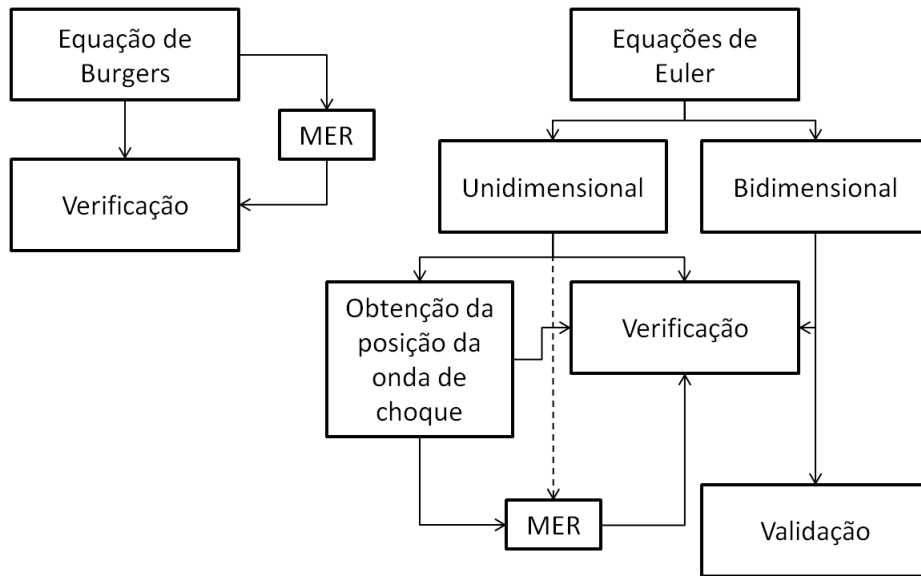 Equação de
Burgers
MER
Verificação
Equações de
Euler
Unidimensional
Bidimensional
Obtenção da
posição da
onda de
choque
Verificação
MER
Validação